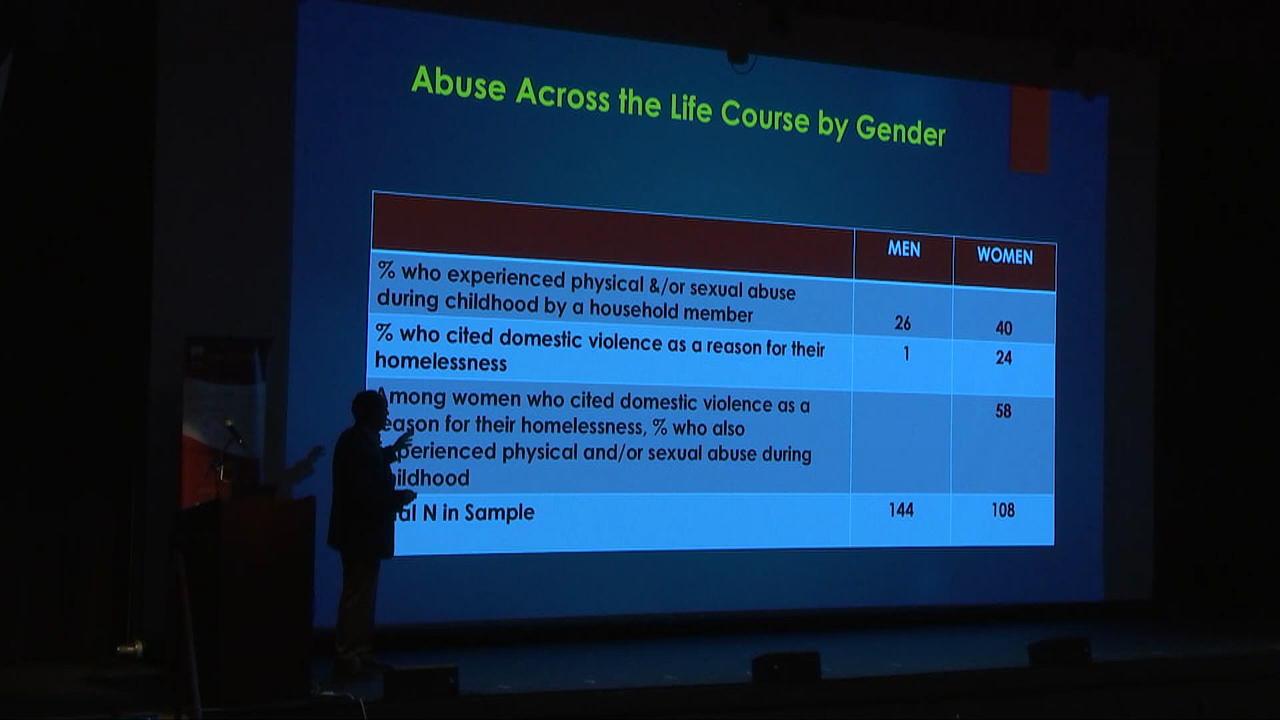 Abuse Across the Life Course by Gender
MEN WOMEN
% who experienced physical &/or sexual abuse
during childhood by a household member 26 40
% who cited domestic violence as a reason for their
homelessness 1 24
Among women who cited domestic violence as a 58
eason for their homelessness, % who also
perienced physical and/or sexual abuse during
ildhood
al N in Sample 144 108